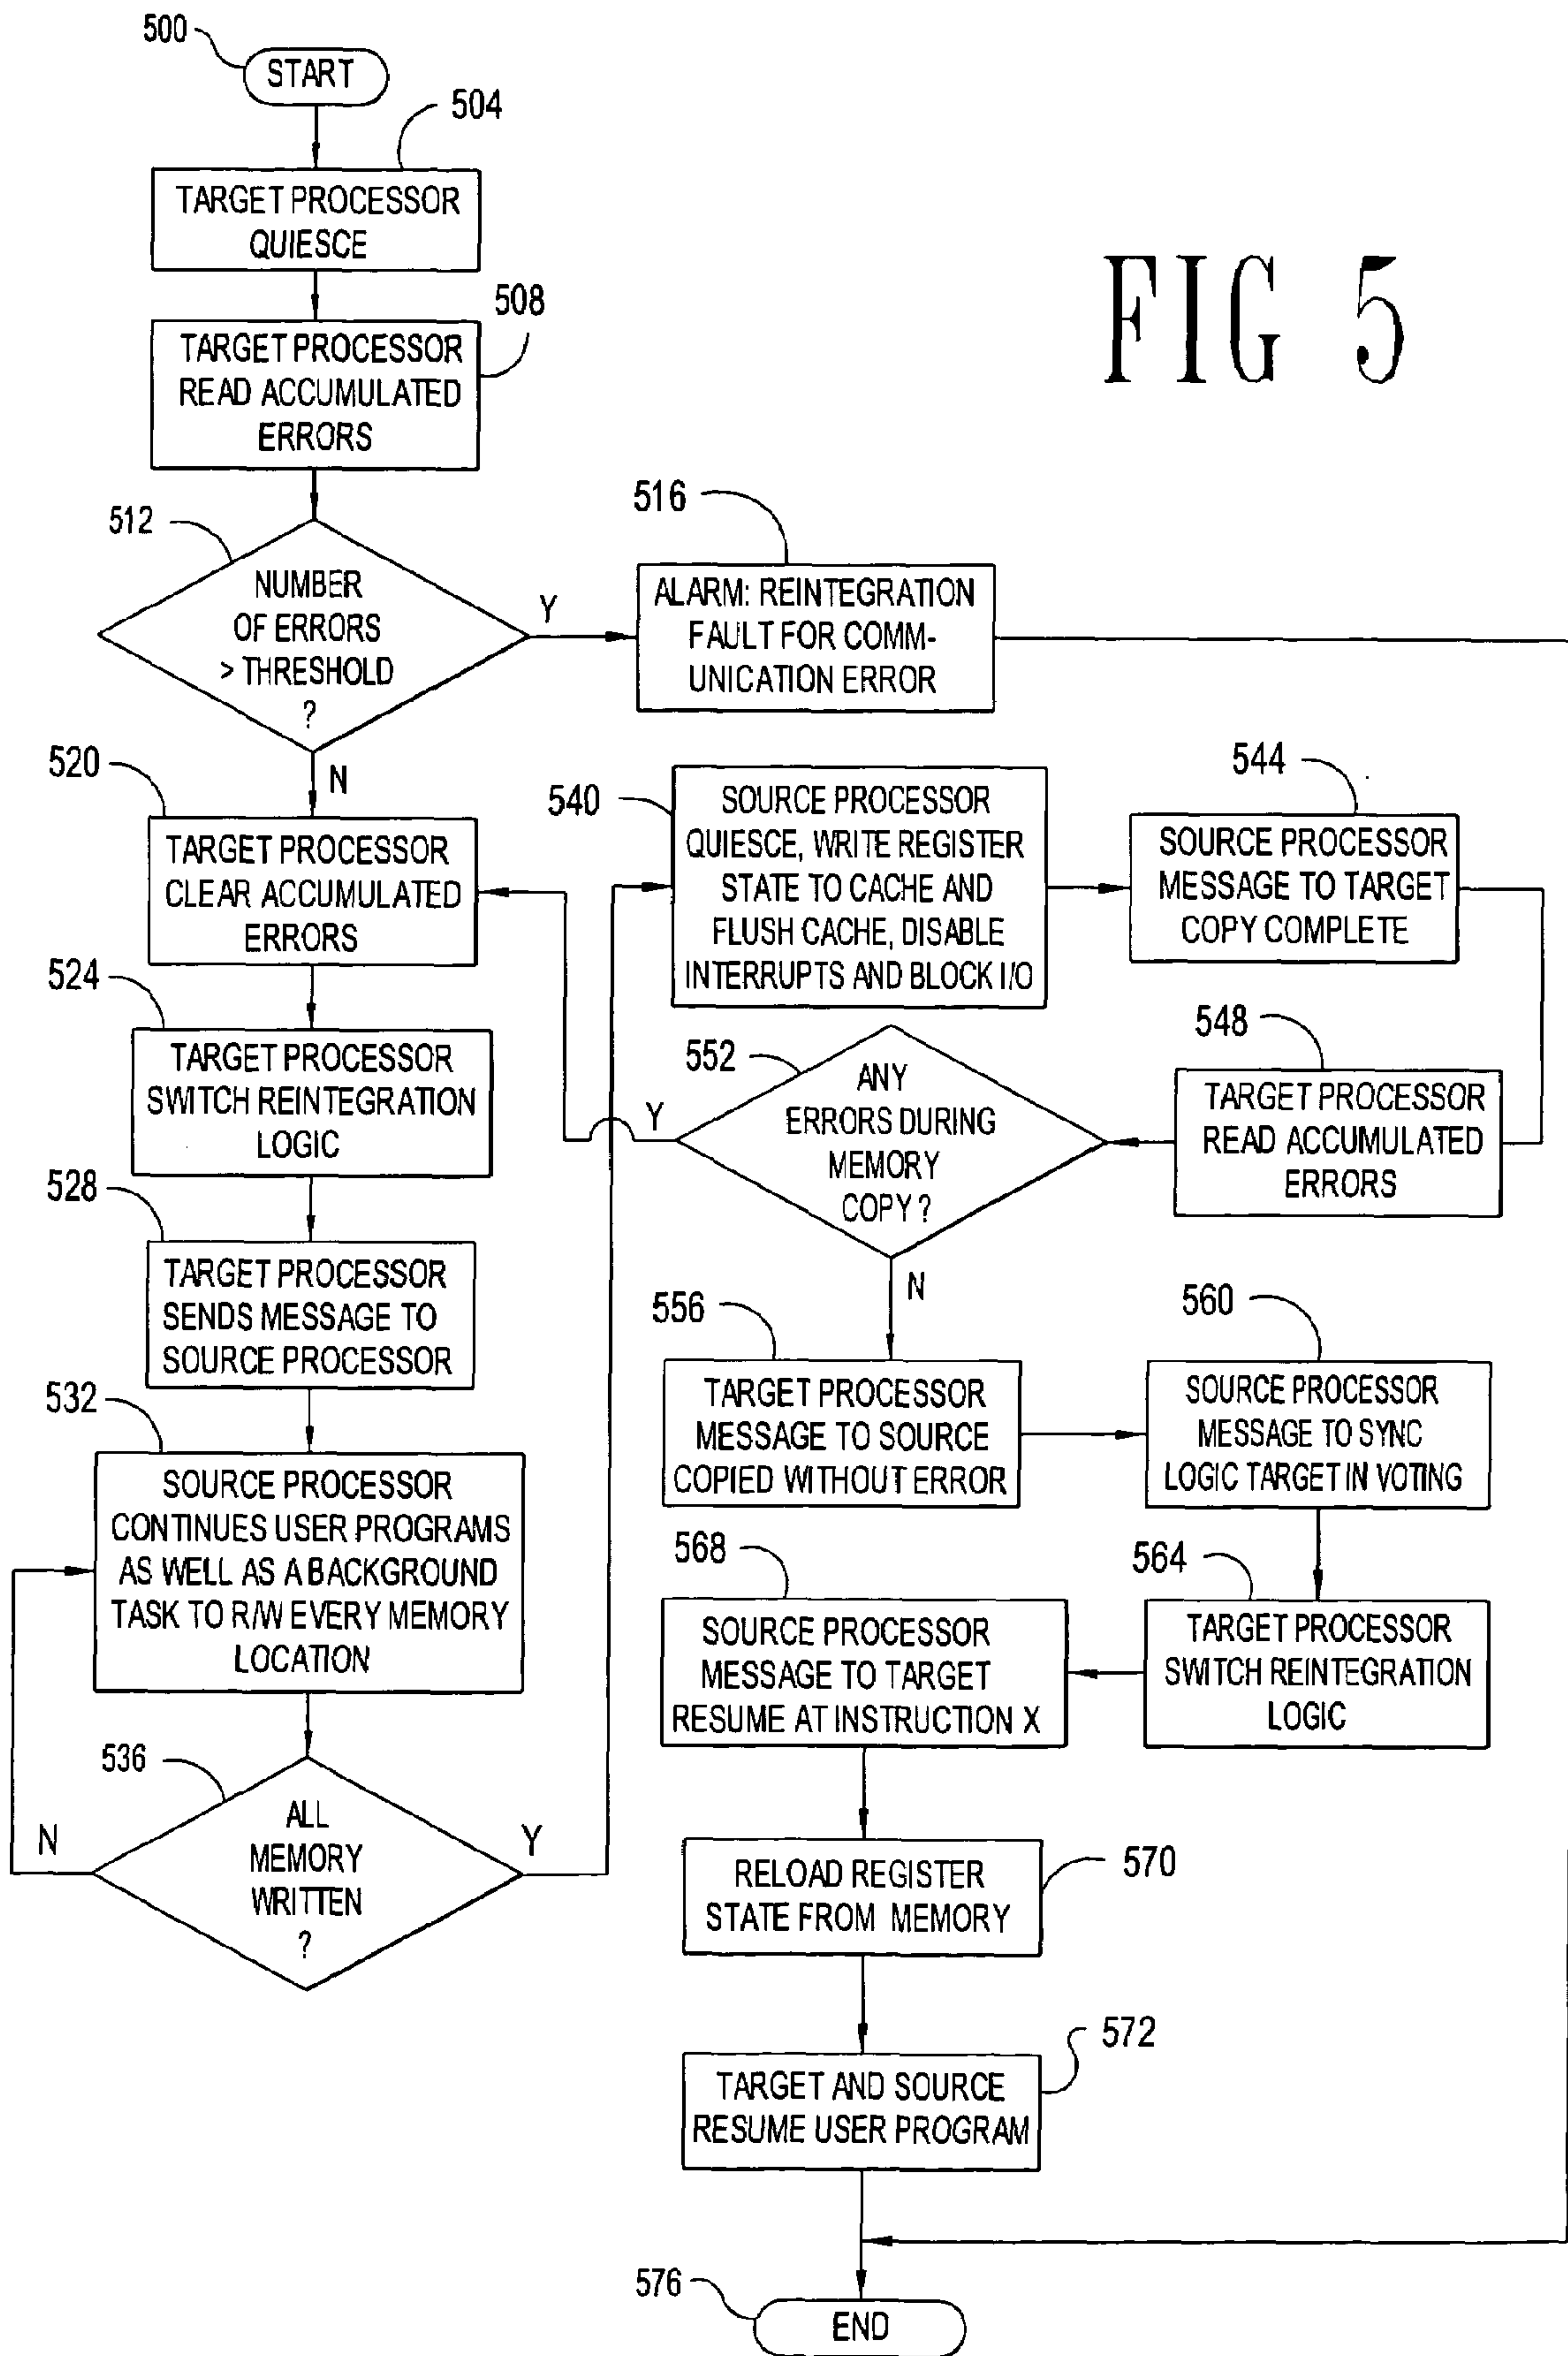 500
START
504
TARGET PROCESSOR
QUIESCE
508
TARGET PROCESSOR
READ ACCUMULATED
ERRORS
FIG 5
512
NUMBER
OF ERRORS
> THRESHOLD
?
Y
N
516
ALARM: REINTEGRATION
FAULT FOR COMM-
UNICATION ERROR
520
TARGET PROCESSOR
CLEAR ACCUMULATED
ERRORS
524
TARGET PROCESSOR
SWITCH REINTEGRATION
LOGIC
528
TARGET PROCESSOR
SENDS MESSAGE TO
SOURCE PROCESSOR
532
SOURCE PROCESSOR
CONTINUES USER PROGRAMS
AS WELL AS A BACKGROUND
TASK TO R/W EVERY MEMORY
LOCATION
536
ALL
MEMORY
WRITTEN
?
N
Y
540
SOURCE PROCESSOR
QUIESCE, WRITE REGISTER
STATE TO CACHE AND
FLUSH CACHE, DISABLE
INTERRUPTS AND BLOCK I/O
544
SOURCE PROCESSOR
MESSAGE TO TARGET
COPY COMPLETE
548
TARGET PROCESSOR
READ ACCUMULATED
ERRORS
552
ANY
ERRORS DURING
MEMORY
COPY?
Y
N
556
TARGET PROCESSOR
MESSAGE TO SOURCE
COPIED WITHOUT ERROR
560
SOURCE PROCESSOR
MESSAGE TO SYNC
LOGIC TARGET IN VOTING
564
TARGET PROCESSOR
SWITCH REINTEGRATION
LOGIC
568
SOURCE PROCESSOR
MESSAGE TO TARGET
RESUME AT INSTRUCTION X
570
RELOAD REGISTER
STATE FROM MEMORY
572
TARGET AND SOURCE
RESUME USER PROGRAM
576
END